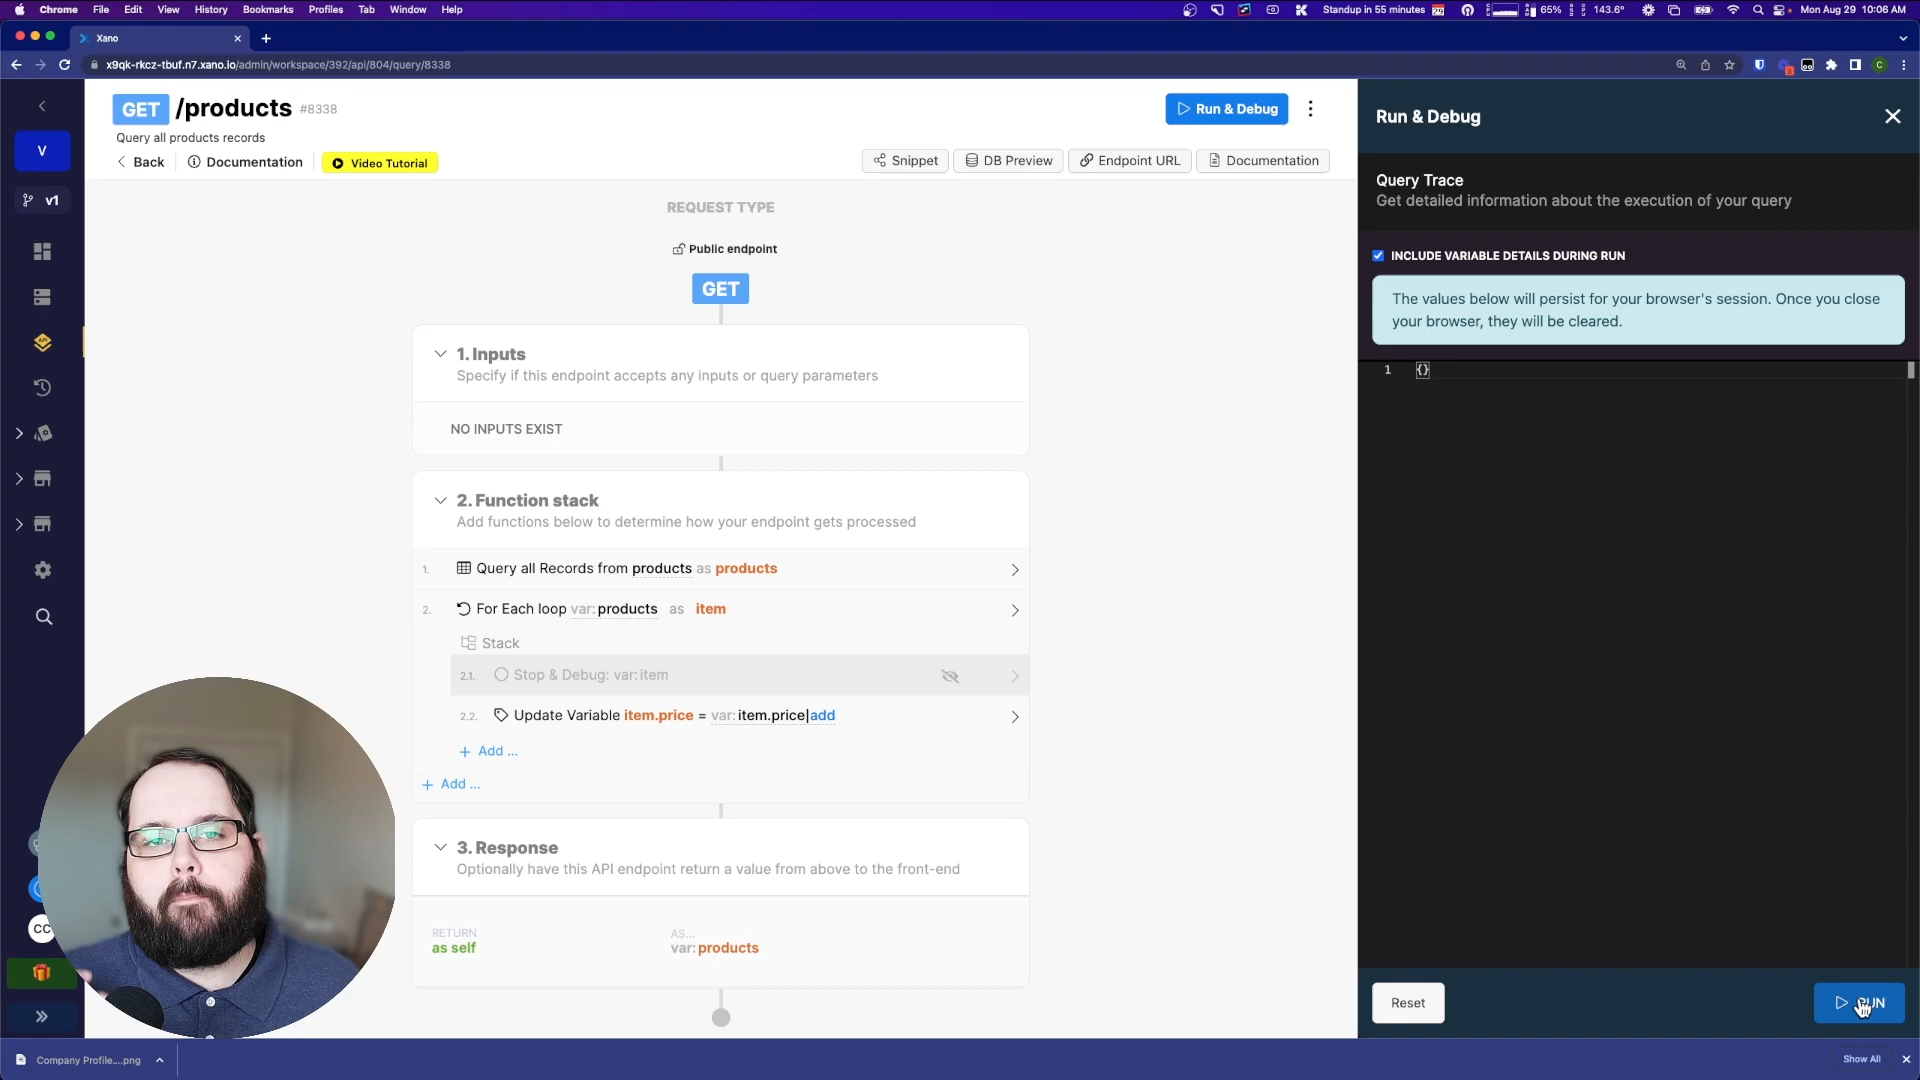 Chrome File Edit View History Bookmarks Profiles Tab Window Help
Standup in 55 minutes 65% 143.6° Mon Aug 29 10:06 AM
Xano
x9qk-rkcz-tbuf.n7.xano.io/admin/workspace/392/api/804/query/8338
V
v1
CC
GET /products #8338
Query all products records
Back Documentation Video Tutorial
Run & Debug
Snippet DB Preview Endpoint URL Documentation
REQUEST TYPE
Public endpoint
GET
1. Inputs
Specify if this endpoint accepts any inputs or query parameters
NO INPUTS EXIST
2. Function stack
Add functions below to determine how your endpoint gets processed
1. Query all Records from products as products
2. For Each loop var:products as item
Stack
2.1. Stop & Debug: var:item
2.2. Update Variable item.price = var:item.price|add
+ Add ...
+ Add ...
3. Response
Optionally have this API endpoint return a value from above to the front-end
RETURN
as self
AS...
var:products
Run & Debug
Query Trace
Get detailed information about the execution of your query
INCLUDE VARIABLE DETAILS DURING RUN
The values below will persist for your browser's session. Once you close
your browser, they will be cleared.
1 {}
Reset
RUN
Company Profile....png
Show All